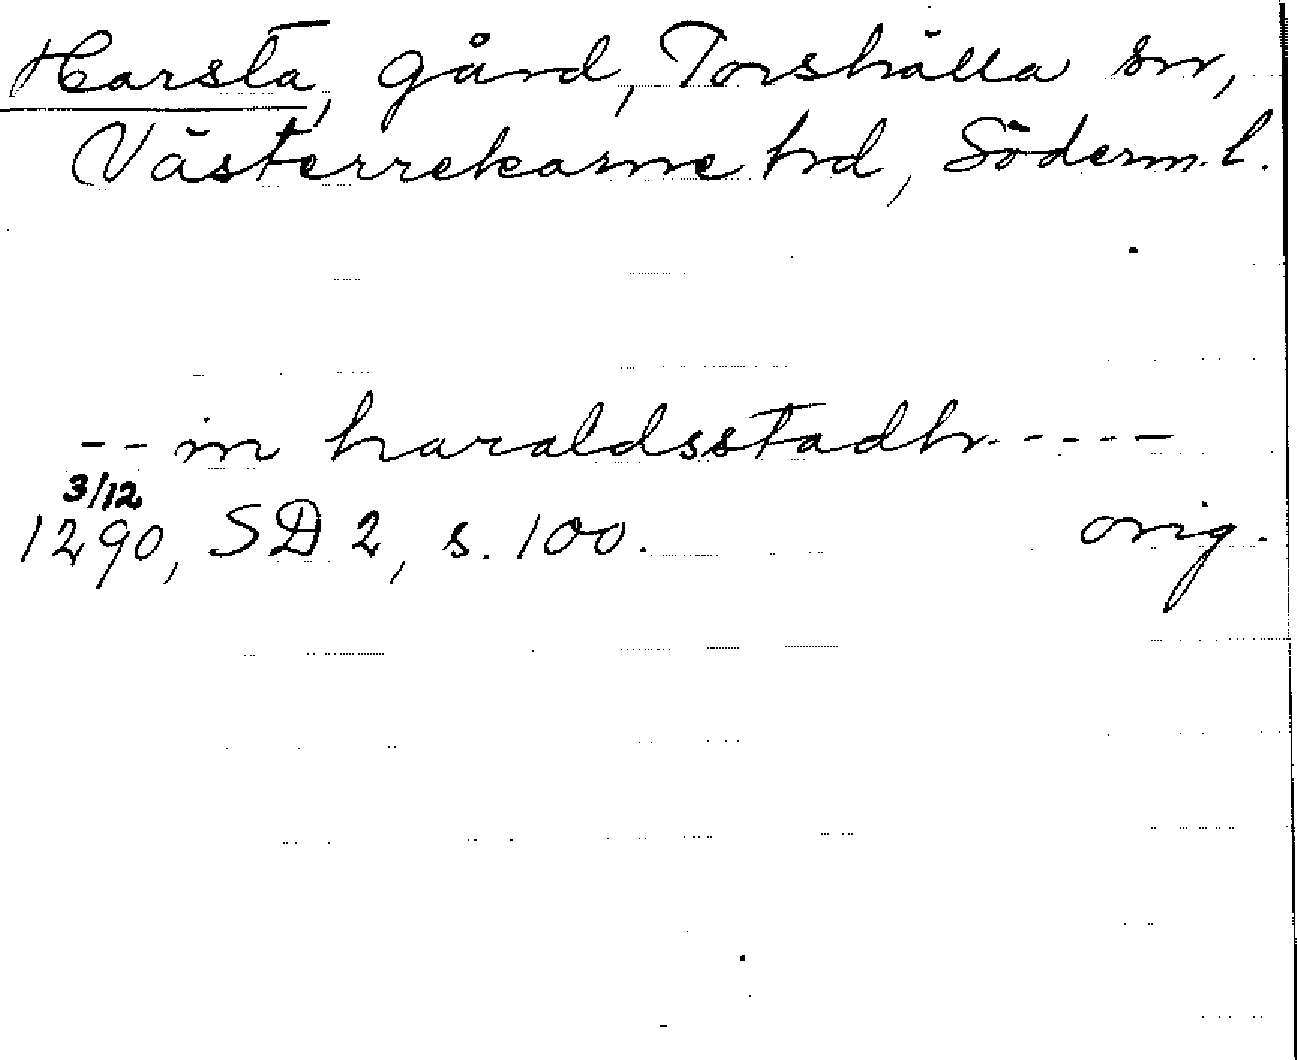 Harsta, gård, Torshälla sn,
Västerrekarne hd, Söderm. l.
-- in haraldsstadh -----
3/12
1290, SD 2, s. 100. orig.